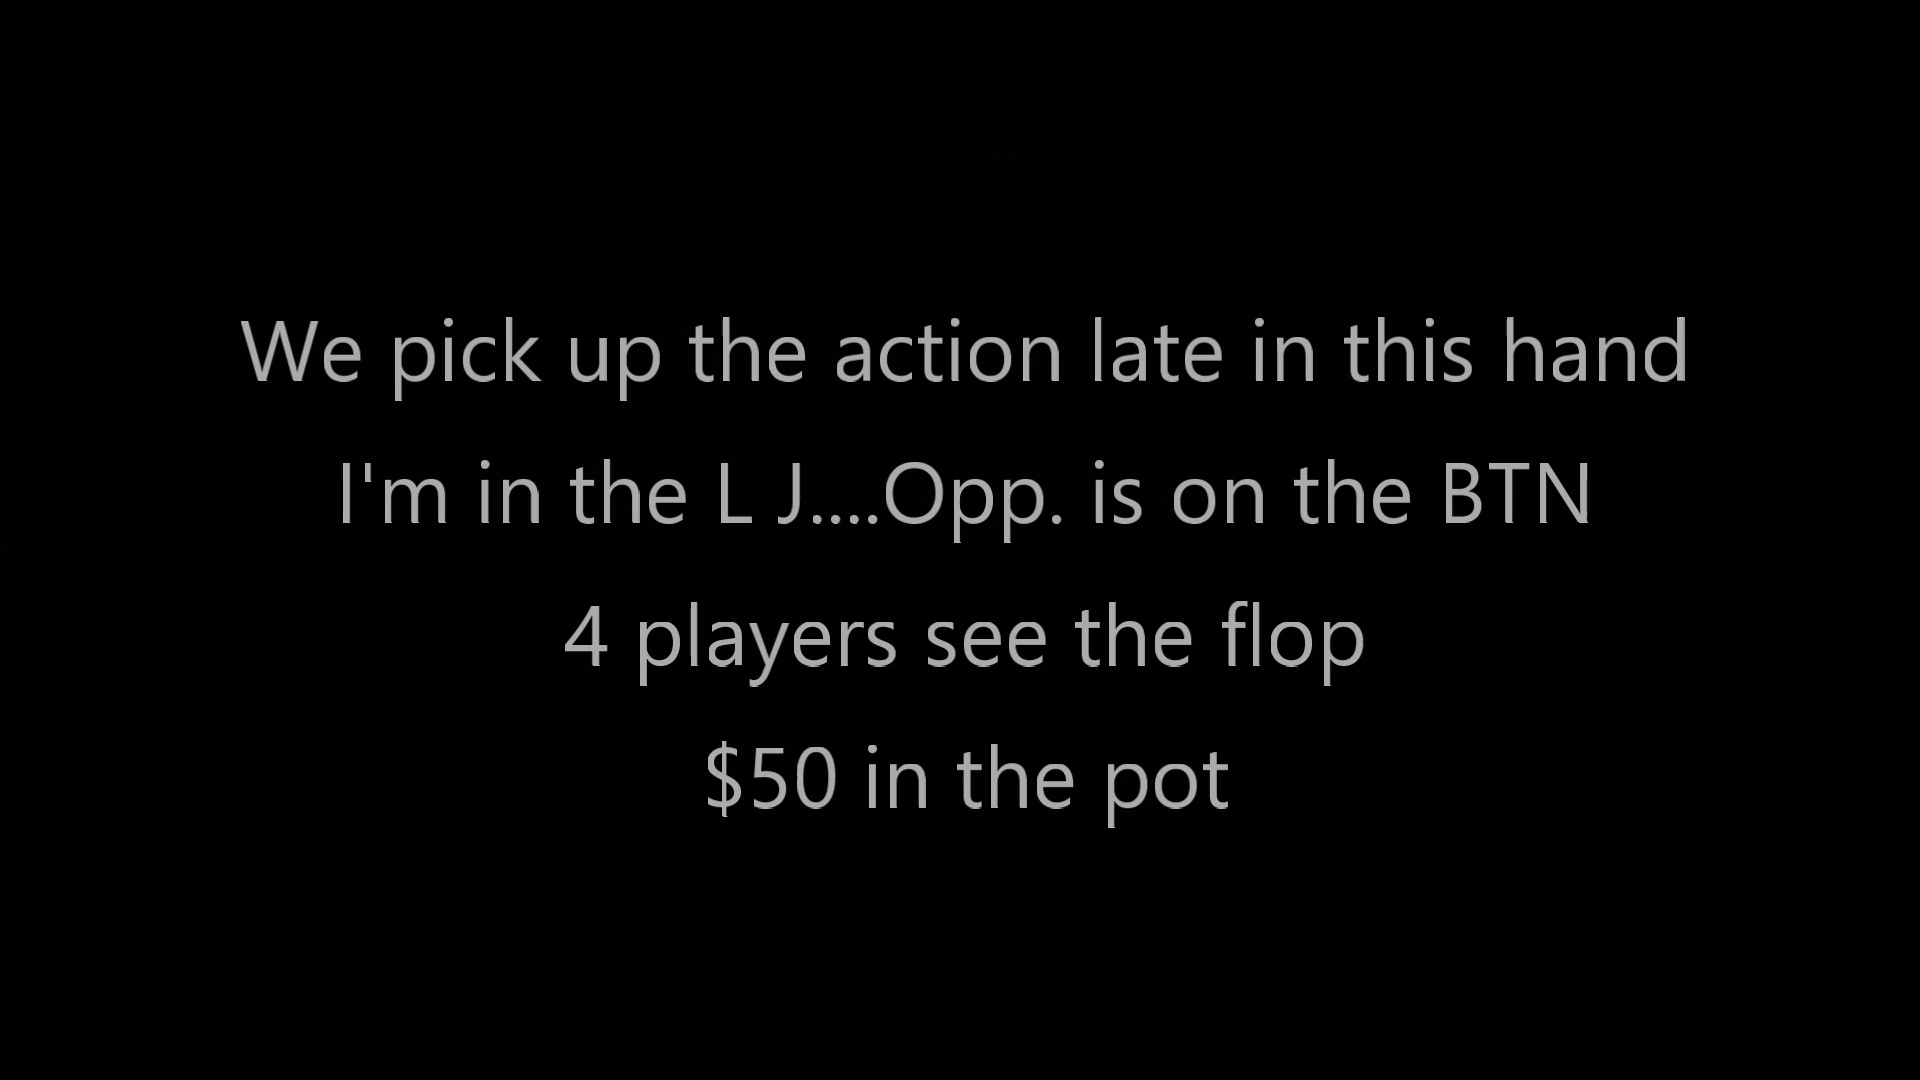 We pick up the action late in this hand
I'm in the L J....Opp. is on the BTN
4 players see the flop
$50 in the pot